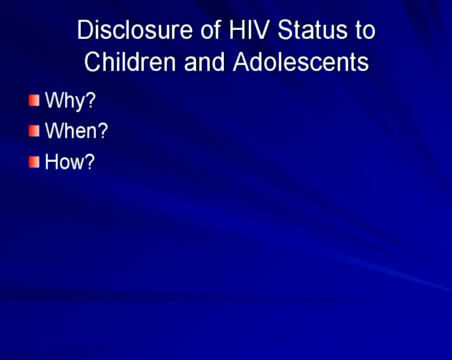 Disclosure of HIV Status to
Children and Adolescents
Why?
When?
How?